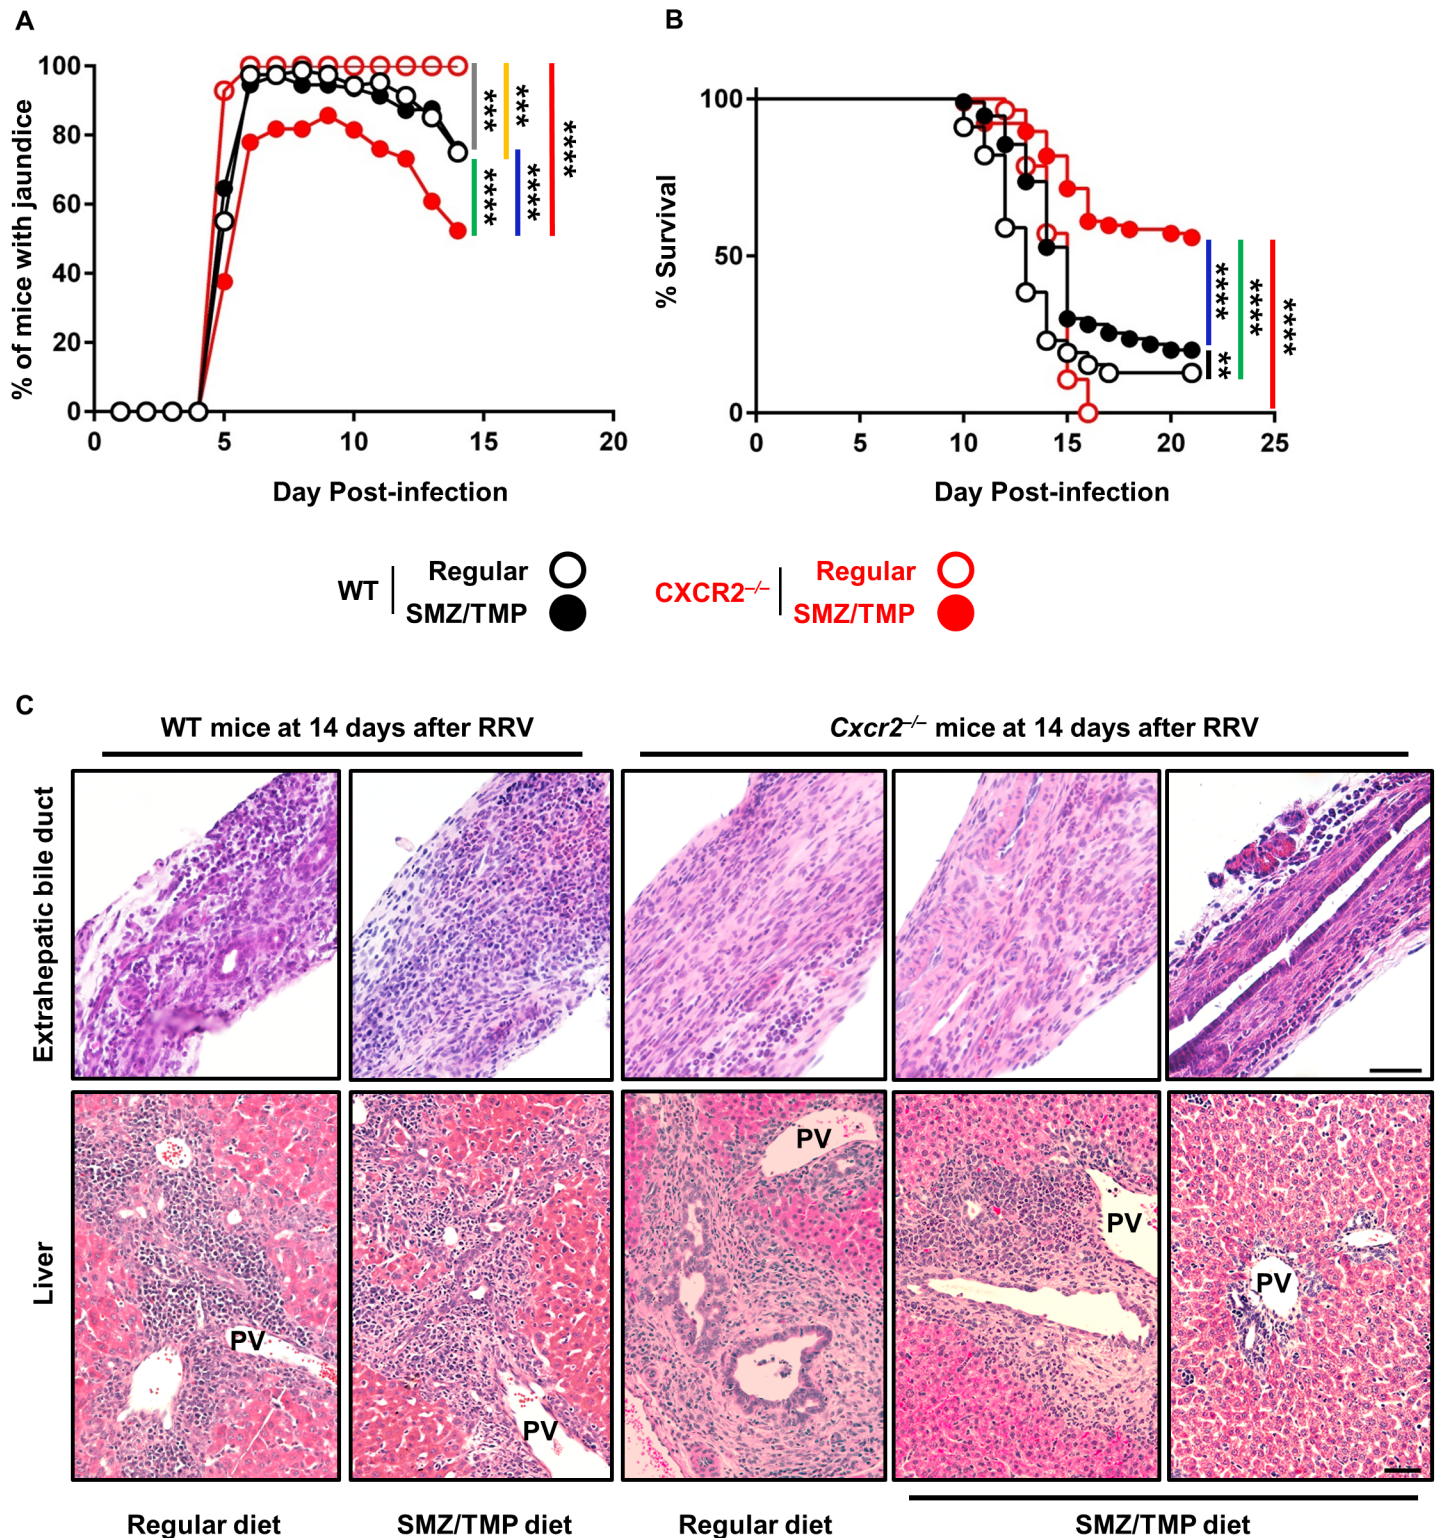 A
B
100
80
60
40
20
0
% of mice with jaundice
0 5 10 15 20
Day Post-infection
***
***
****
****
****
100
50
0
% Survival
0 5 10 15 20 25
Day Post-infection
****
**
****
****
WT
Regular
SMZ/TMP
CXCR2–/–
Regular
SMZ/TMP
C
WT mice at 14 days after RRV
Cxcr2–/– mice at 14 days after RRV
Extrahepatic bile duct
Liver
PV
PV
PV
PV
PV
Regular diet
SMZ/TMP diet
Regular diet
SMZ/TMP diet